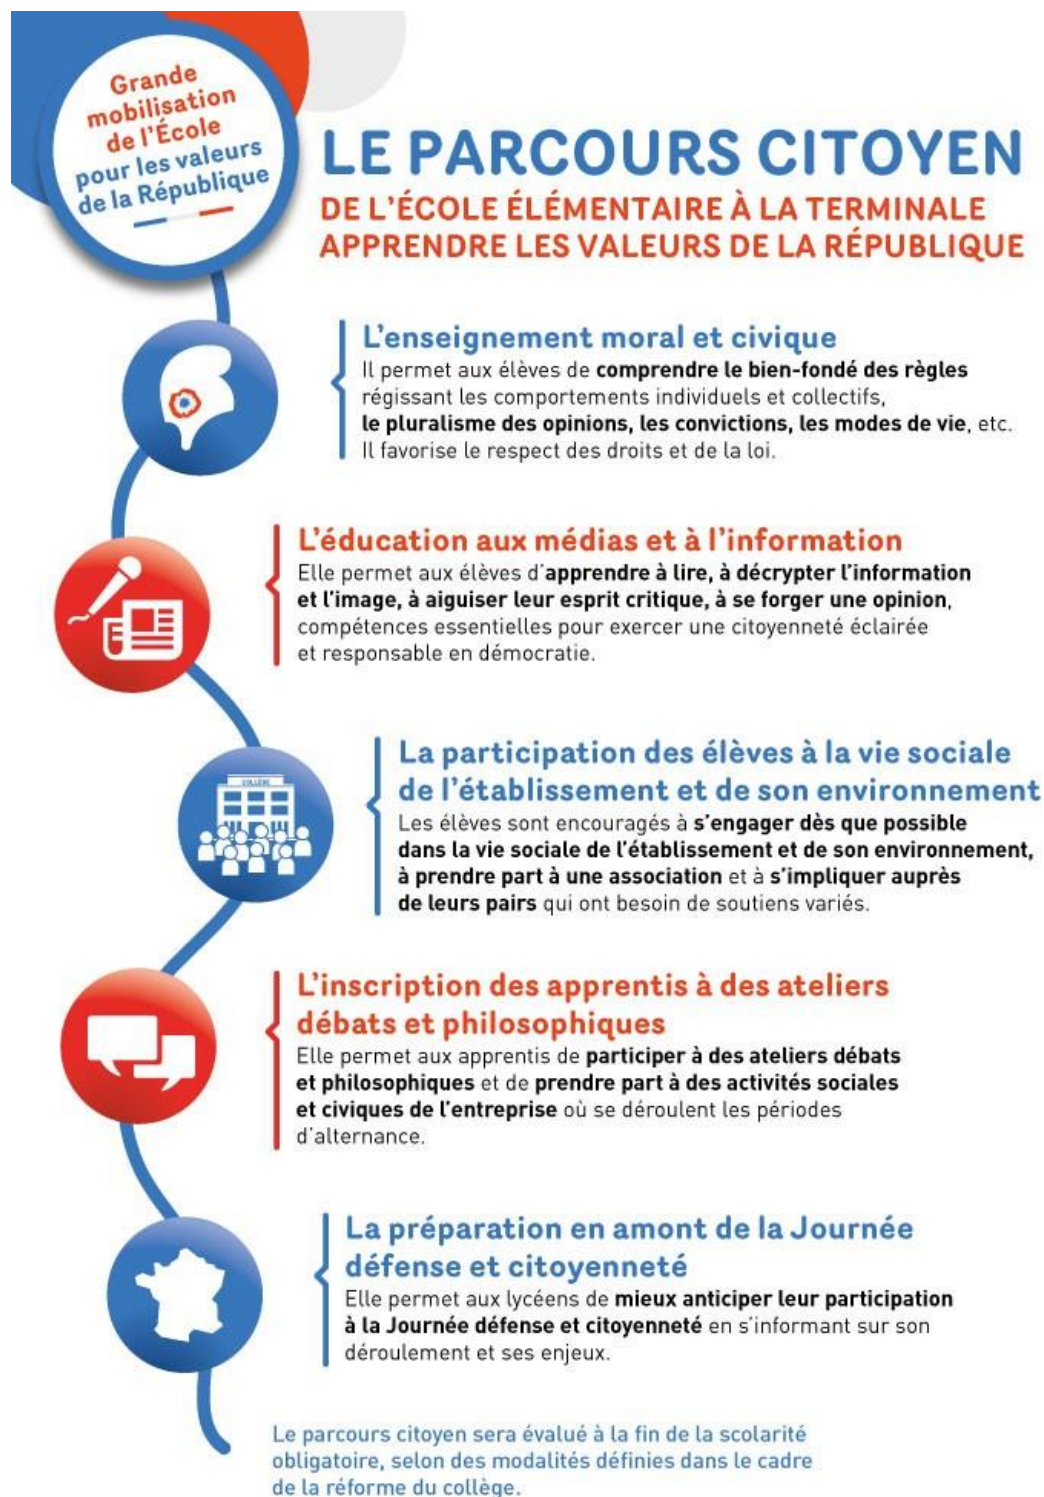 Grande
mobilisation
de l'École
pour les valeurs
de la République
LE PARCOURS CITOYEN
DE L'ÉCOLE ÉLÉMENTAIRE À LA TERMINALE
APPRENDRE LES VALEURS DE LA RÉPUBLIQUE
L'enseignement moral et civique
Il permet aux élèves de comprendre le bien-fondé des règles
régissant les comportements individuels et collectifs,
le pluralisme des opinions, les convictions, les modes de vie, etc.
Il favorise le respect des droits et de la loi.
L'éducation aux médias et à l'information
Elle permet aux élèves d'apprendre à lire, à décrypter l'information
et l'image, à aiguiser leur esprit critique, à se forger une opinion,
compétences essentielles pour exercer une citoyenneté éclairée
et responsable en démocratie.
COLLÈGE
La participation des élèves à la vie sociale
de l'établissement et de son environnement
Les élèves sont encouragés à s'engager dès que possible
dans la vie sociale de l'établissement et de son environnement,
à prendre part à une association et à s'impliquer auprès
de leurs pairs qui ont besoin de soutiens variés.
L'inscription des apprentis à des ateliers
débats et philosophiques
Elle permet aux apprentis de participer à des ateliers débats
et philosophiques et de prendre part à des activités sociales
et civiques de l'entreprise où se déroulent les périodes
d'alternance.
La préparation en amont de la Journée
défense et citoyenneté
Elle permet aux lycéens de mieux anticiper leur participation
à la Journée défense et citoyenneté en s'informant sur son
déroulement et ses enjeux.
Le parcours citoyen sera évalué à la fin de la scolarité
obligatoire, selon des modalités définies dans le cadre
de la réforme du collège.